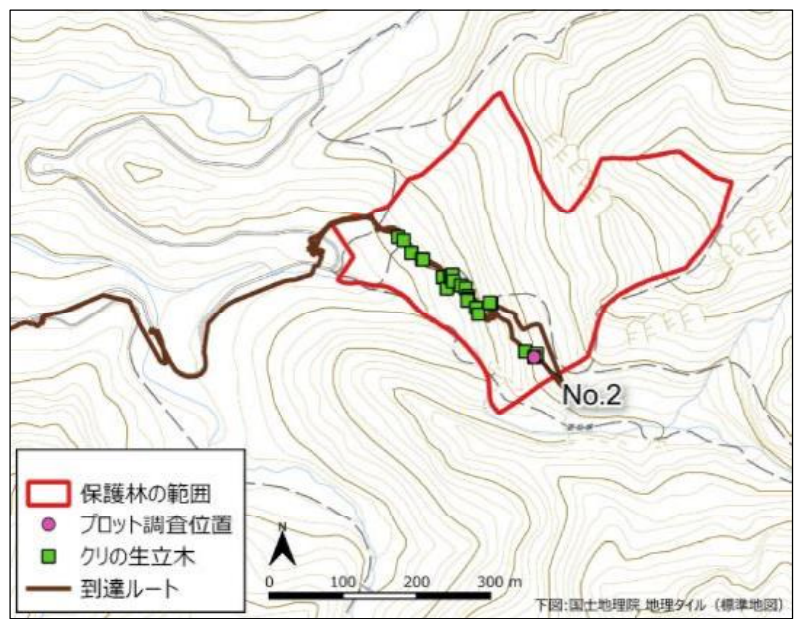 No.2
保護林の範囲
プロット調査位置
クリの生立木
到達ルート
N
0 100 200 300 m
下図:国土地理院 地理タイル（標準地図）